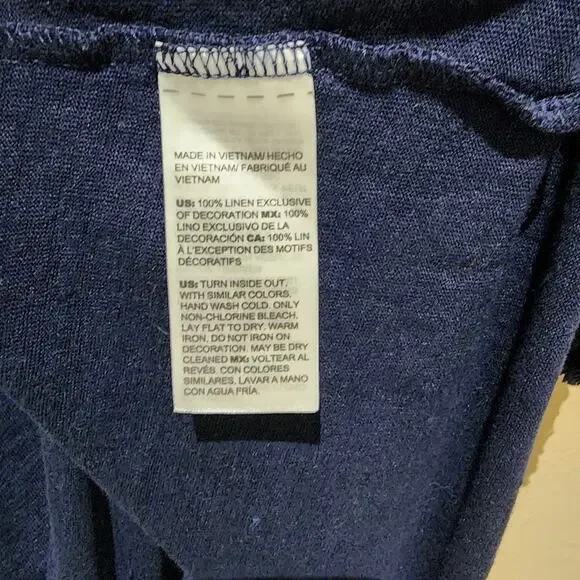 MADE IN VIETNAM/ HECHO
EN VIETNAM/ FABRIQUÉ AU
VIETNAM
US: 100% LINEN EXCLUSIVE
OF DECORATION MX: 100%
LINO EXCLUSIVO DE LA
DECORACIÓN CA: 100% LIN
À L'EXCEPTION DES MOTIFS
DÉCORATIFS
US: TURN INSIDE OUT.
WITH SIMILAR COLORS.
HAND WASH COLD. ONLY
NON-CHLORINE BLEACH.
LAY FLAT TO DRY. WARM
IRON. DO NOT IRON ON
DECORATION. MAY BE DRY
CLEANED MX: VOLTEAR AL
REVÉS. CON COLORES
SIMILARES. LAVAR A MANO
CON AGUA FRÍA.